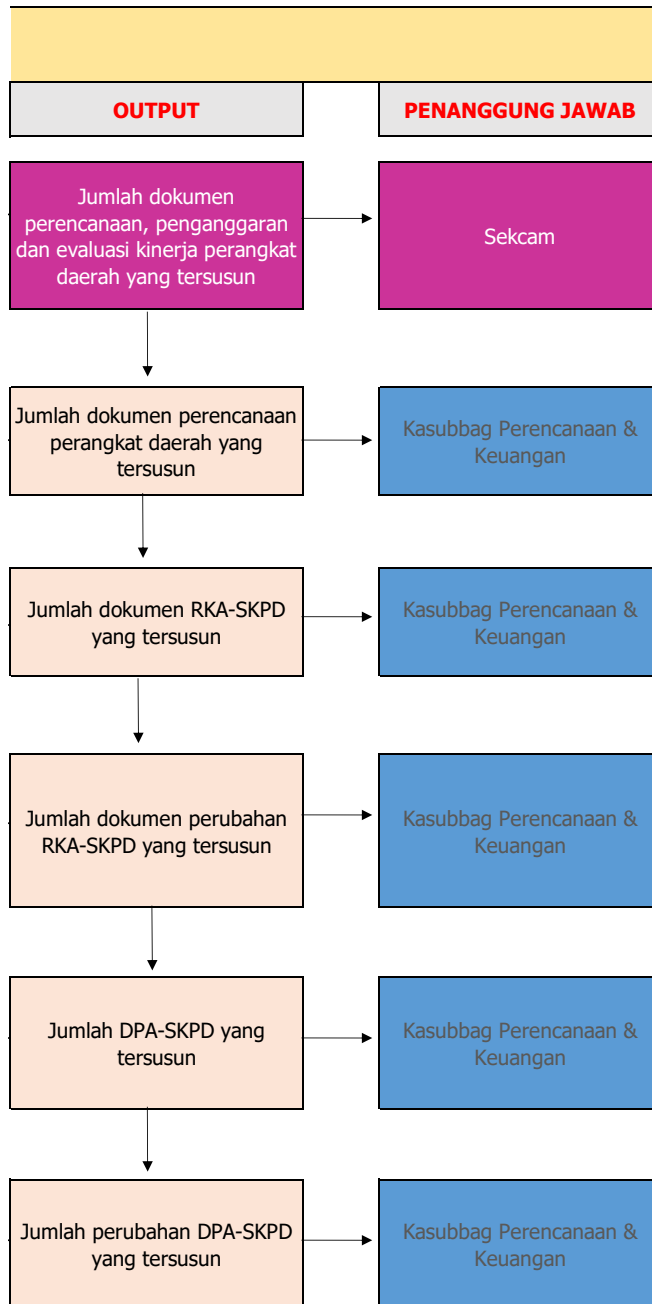 OUTPUT
PENANGGUNG JAWAB
Jumlah dokumen
perencanaan, penganggaran
dan evaluasi kinerja perangkat
daerah yang tersusun
Sekcam
Jumlah dokumen perencanaan
perangkat daerah yang
tersusun
Kasubbag Perencanaan &
Keuangan
Jumlah dokumen RKA-SKPD
yang tersusun
Kasubbag Perencanaan &
Keuangan
Jumlah dokumen perubahan
RKA-SKPD yang tersusun
Kasubbag Perencanaan &
Keuangan
Jumlah DPA-SKPD yang
tersusun
Kasubbag Perencanaan &
Keuangan
Jumlah perubahan DPA-SKPD
yang tersusun
Kasubbag Perencanaan &
Keuangan